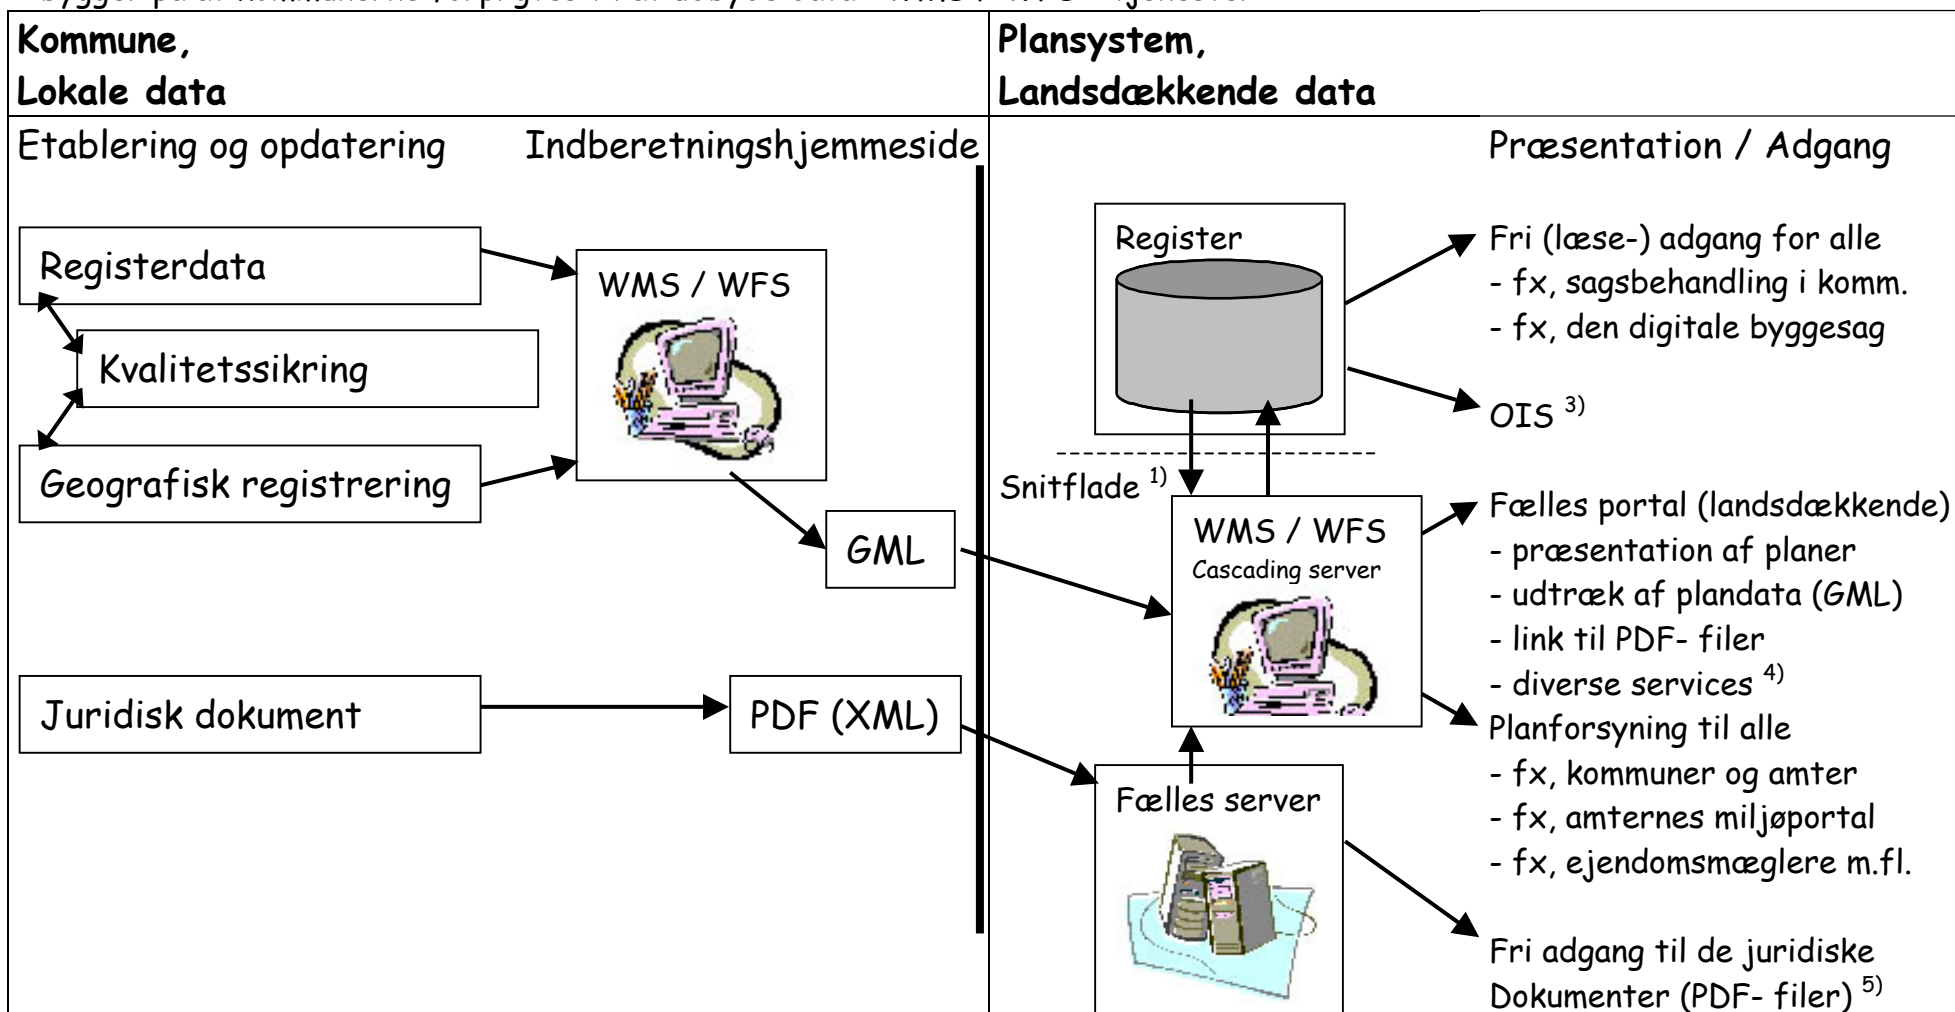 Kommune,
Lokale data
Plansystem,
Landsdækkende data
Etablering og opdatering
Indberetningshjemmeside
Præsentation / Adgang
Registerdata
Kvalitetssikring
Geografisk registrering
WMS / WFS
GML
Juridisk dokument
PDF (XML)
Register
Snitflade 1)
WMS / WFS
Cascading server
Fælles server
Fri (læse-) adgang for alle
- fx, sagsbehandling i komm.
- fx, den digitale byggesag
OIS 3)
Fælles portal (landsdækkende)
- præsentation af planer
- udtræk af plandata (GML)
- link til PDF- filer
- diverse services 4)
Planforsyning til alle
- fx, kommuner og amter
- fx, amternes miljøportal
- fx, ejendomsmæglere m.fl.
Fri adgang til de juridiske
Dokumenter (PDF- filer) 5)